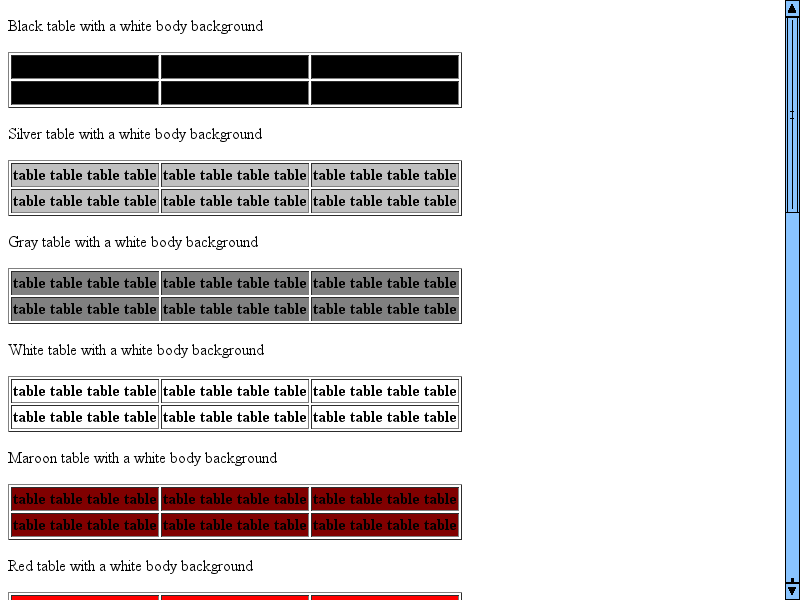 Black table with a white body background
Silver table with a white body background
table table table table table table table table table table table table
table table table table table table table table table table table table
Gray table with a white body background
table table table table table table table table table table table table
table table table table table table table table table table table table
White table with a white body background
table table table table table table table table table table table table
table table table table table table table table table table table table
Maroon table with a white body background
table table table table table table table table table table table table
table table table table table table table table table table table table
Red table with a white body background